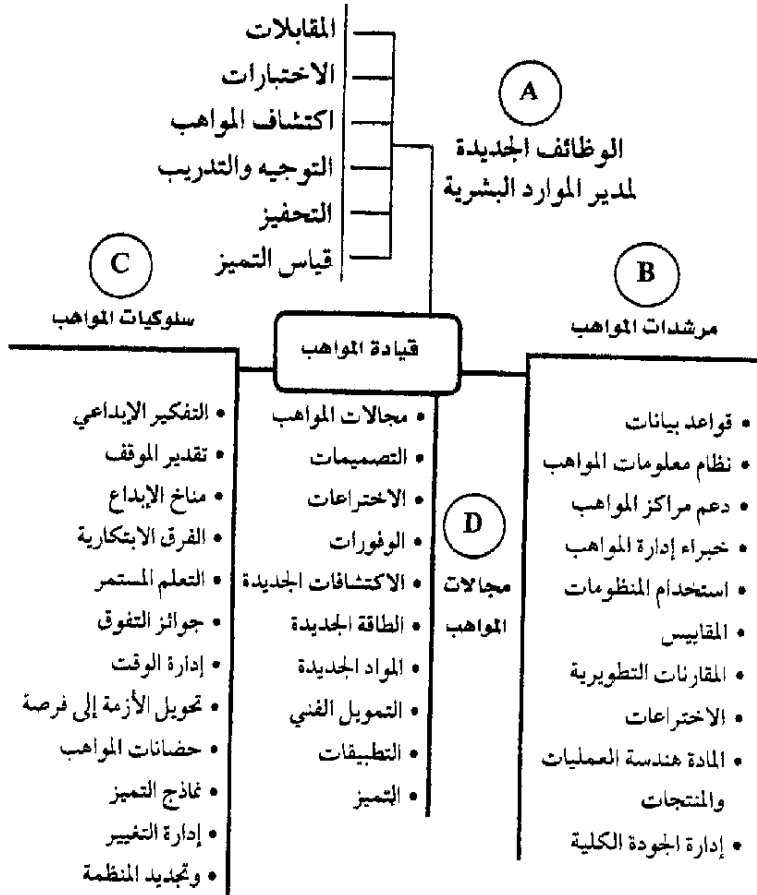 المقابلات
الاختبارات
اكتشاف المواهب
التوجيه والتدريب
التحفيز
قياس التميز
A
الوظائف الجديدة
لمدير الموارد البشرية
قيادة المواهب
B
مرشدات المواهب
• قواعد بيانات
• نظام معلومات المواهب
• دعم مراكز المواهب
• خبراء إدارة المواهب
• استخدام المنظومات
• المقاييس
• المقارنات التطويرية
• الاختراعات
• المادة هندسة العمليات
والمنتجات
• إدارة الجودة الكلية
D
مجالات
المواهب
• مجالات المواهب
• التصميمات
• الاختراعات
• الوفورات
• الاكتشافات الجديدة
• الطاقة الجديدة
• المواد الجديدة
• التمويل الفني
• التطبيقات
• التميز
C
سلوكيات المواهب
• التفكير الإبداعي
• تقدير الموقف
• مناخ الإبداع
• الفرق الابتكارية
• التعلم المستمر
• جوائز التفوق
• إدارة الوقت
• تحويل الأزمة إلى فرصة
• حضانات المواهب
• نماذج التميز
• إدارة التغيير
• وتجديد المنظمة